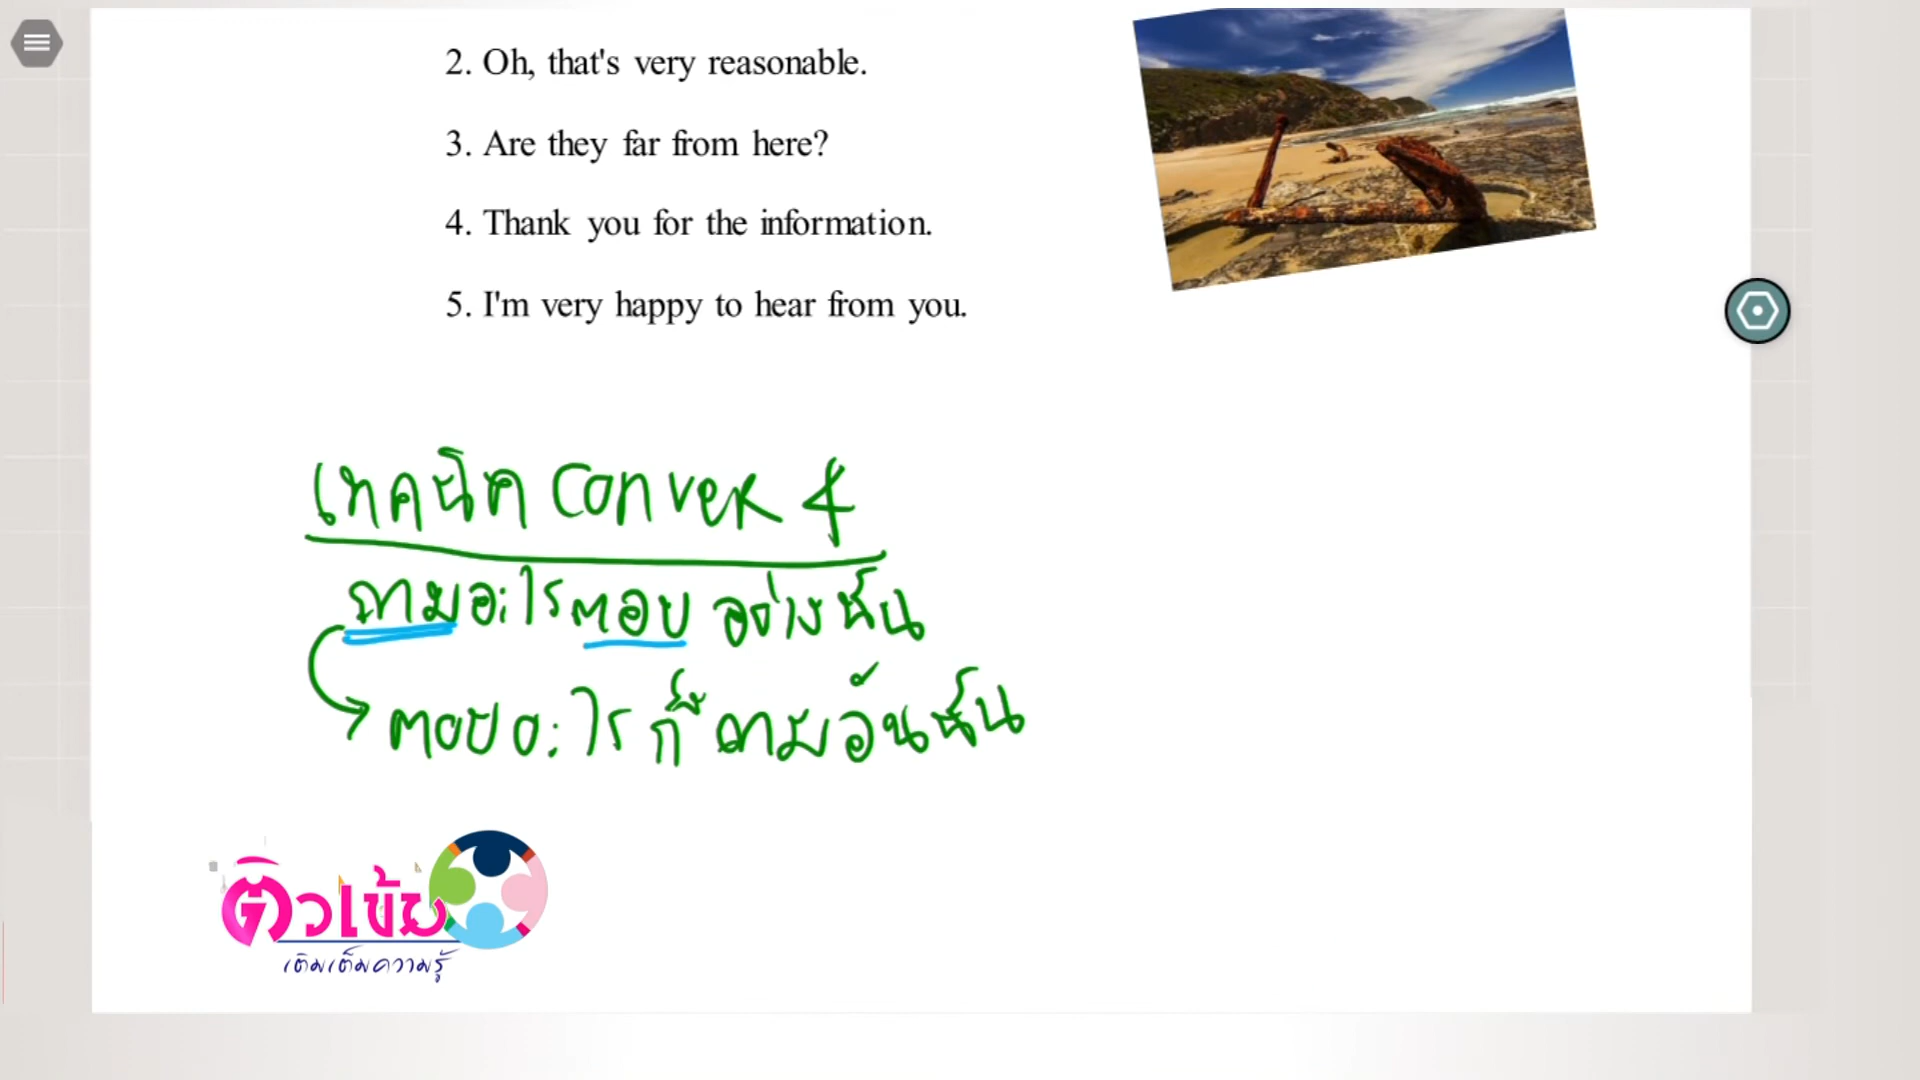 2. Oh, that's very reasonable.
3. Are they far from here?
4. Thank you for the information.
5. I'm very happy to hear from you.
เทคนิค Conver 4
ถามอะไรตอบ อย่างนั้น
ตอบอะไรก็ถามอันนั้น
ติวเข้ม
เติมเต็มความรู้